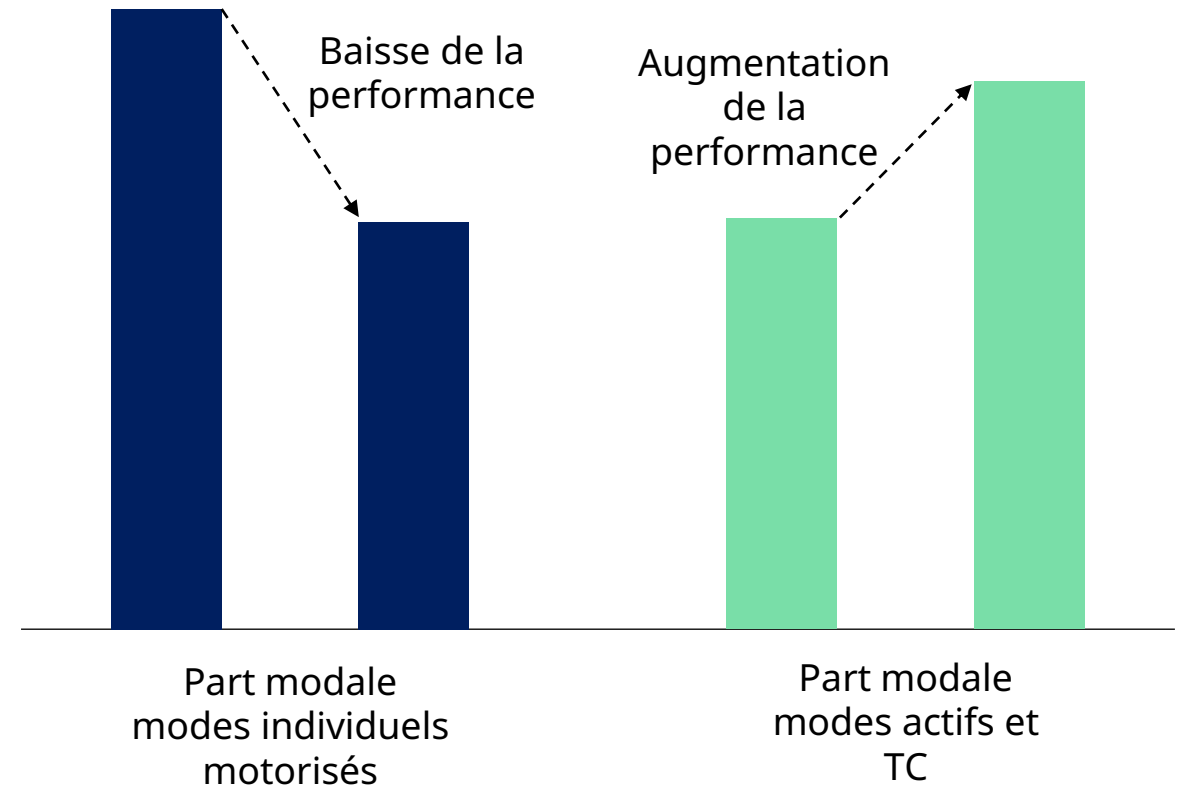 Baisse de la
performance
Augmentation
de la
performance
Part modale
modes individuels
motorisés
Part modale
modes actifs et
TC